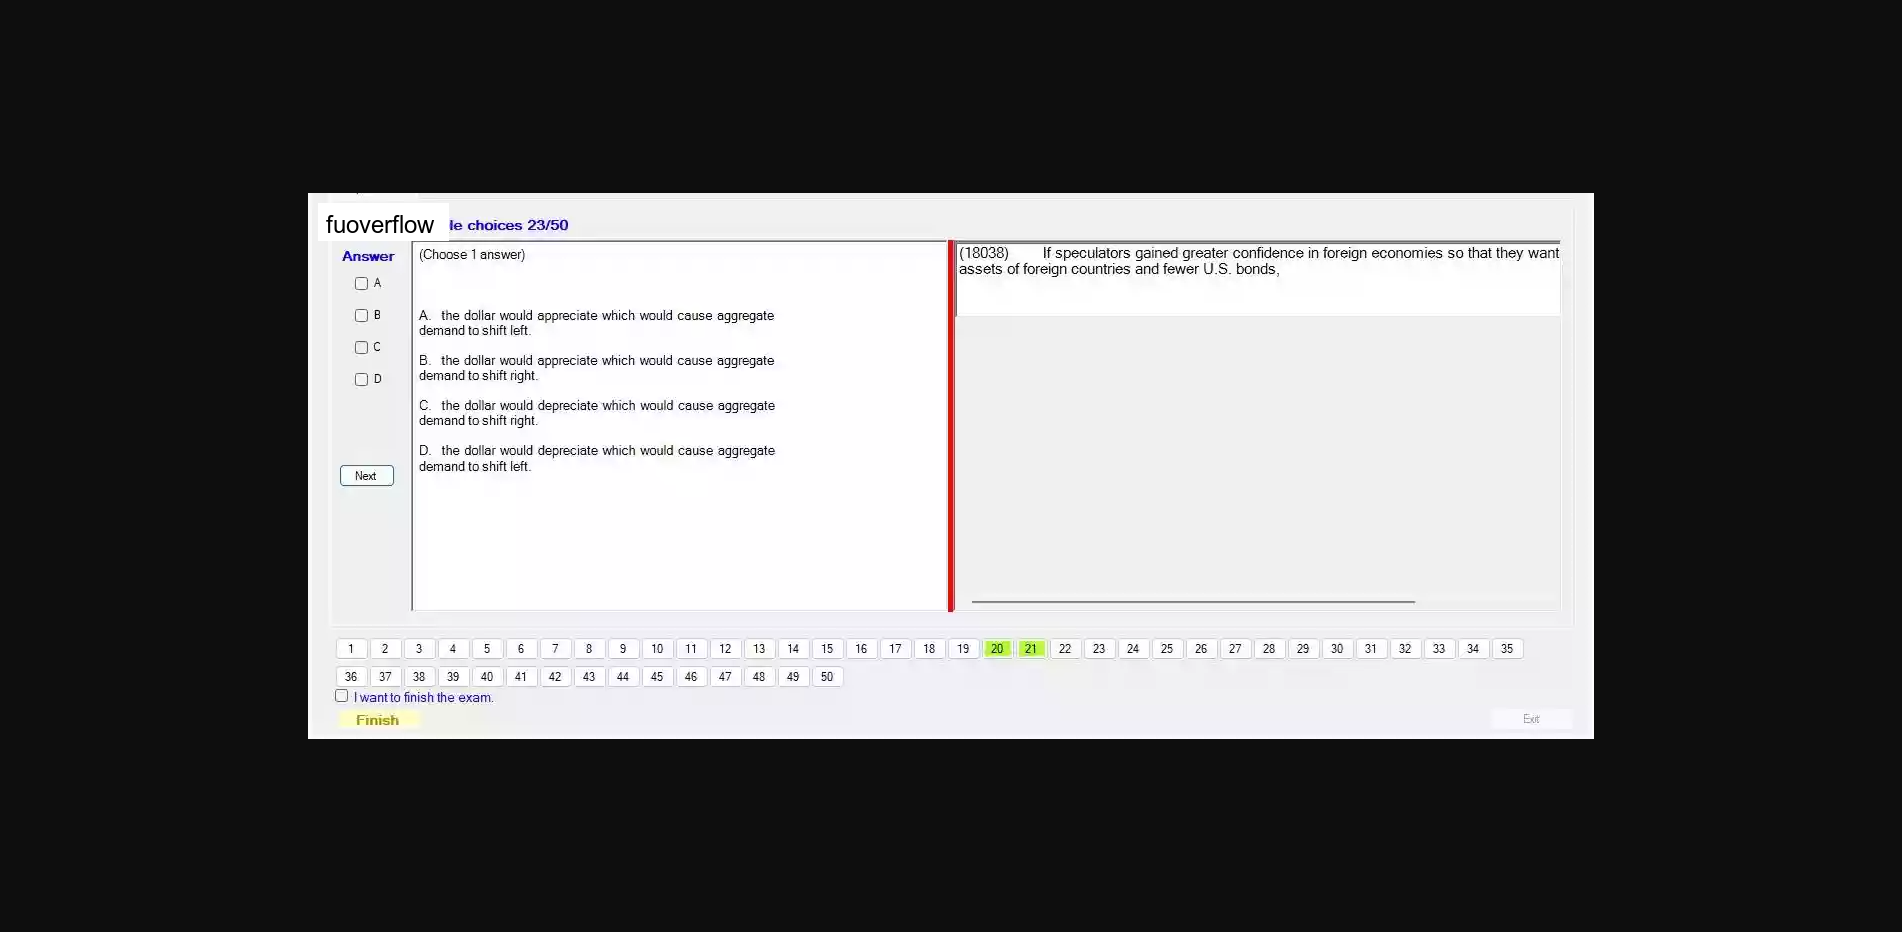 fuoverflow
le choices 23/50
Answer
A
B
C
D
Next
(Choose 1 answer)
A. the dollar would appreciate which would cause aggregate
demand to shift left.
B. the dollar would appreciate which would cause aggregate
demand to shift right.
C. the dollar would depreciate which would cause aggregate
demand to shift right.
D. the dollar would depreciate which would cause aggregate
demand to shift left.
(18038) If speculators gained greater confidence in foreign economies so that they want
assets of foreign countries and fewer U.S. bonds,
1 2 3 4 5 6 7 8 9 10 11 12 13 14 15 16 17 18 19 20 21 22 23 24 25 26 27 28 29 30 31 32 33 34 35
36 37 38 39 40 41 42 43 44 45 46 47 48 49 50
I want to finish the exam.
Finish
Exit